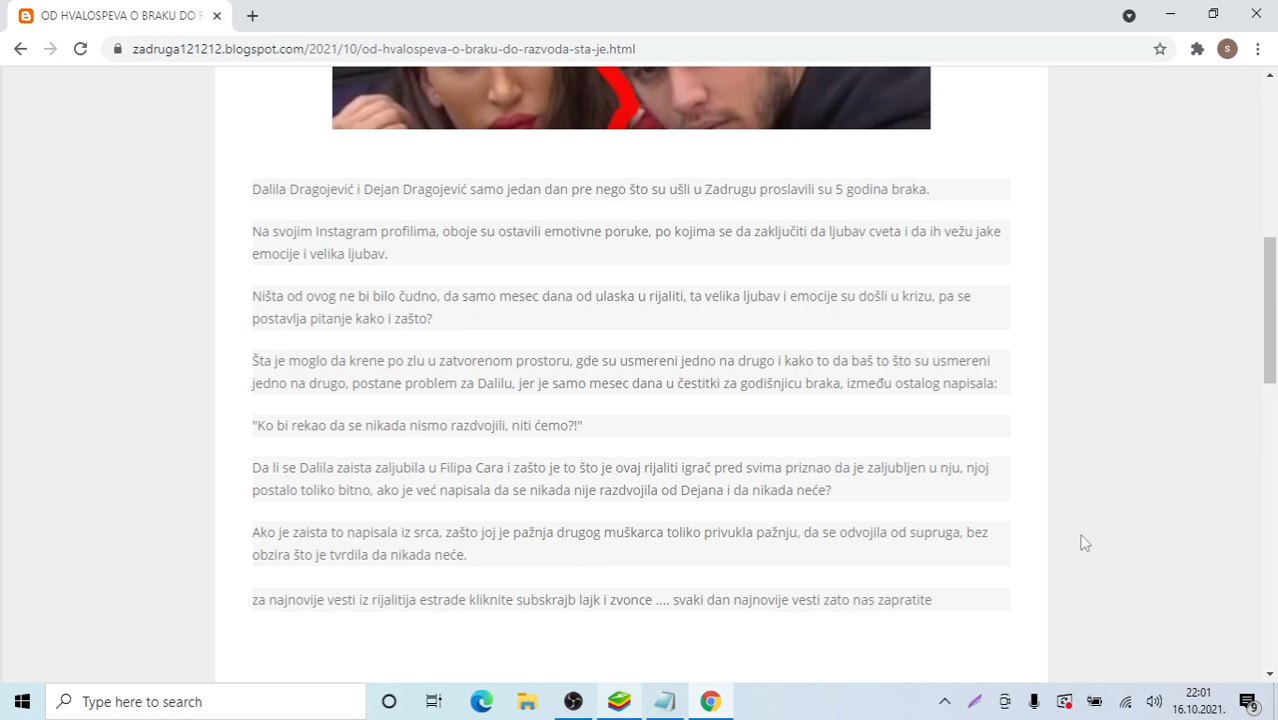 OD HVALOSPEVA O BRAKU DO R
zadruga121212.blogspot.com/2021/10/od-hvalospeva-o-braku-do-razvoda-sta-je.html
S
Dalila Dragojević i Dejan Dragojević samo jedan dan pre nego što su ušli u Zadrugu proslavili su 5 godina braka.
Na svojim Instagram profilima, oboje su ostavili emotivne poruke, po kojima se da zaključiti da ljubav cveta i da ih vežu jake
emocije i velika ljubav.
Ništa od ovog ne bi bilo čudno, da samo mesec dana od ulaska u rijaliti, ta velika ljubav i emocije su došli u krizu, pa se
postavlja pitanje kako i zašto?
Šta je moglo da krene po zlu u zatvorenom prostoru, gde su usmereni jedno na drugo i kako to da baš to što su usmereni
jedno na drugo, postane problem za Dalilu, jer je samo mesec dana u čestitki za godišnjicu braka, između ostalog napisala:
"Ko bi rekao da se nikada nismo razdvojili, niti ćemo?!"
Da li se Dalila zaista zaljubila u Filipa Cara i zašto je to što je ovaj rijaliti igrač pred svima priznao da je zaljubljen u nju, njoj
postalo toliko bitno, ako je već napisala da se nikada nije razdvojila od Dejana i da nikada neće?
Ako je zaista to napisala iz srca, zašto joj je pažnja drugog muškarca toliko privukla pažnju, da se odvojila od supruga, bez
obzira što je tvrdila da nikada neće.
za najnovije vesti iz rijalitija estrade kliknite subskrajb lajk i zvonce .... svaki dan najnovije vesti zato nas zapratite
Type here to search
22:01
16.10.2021.
9